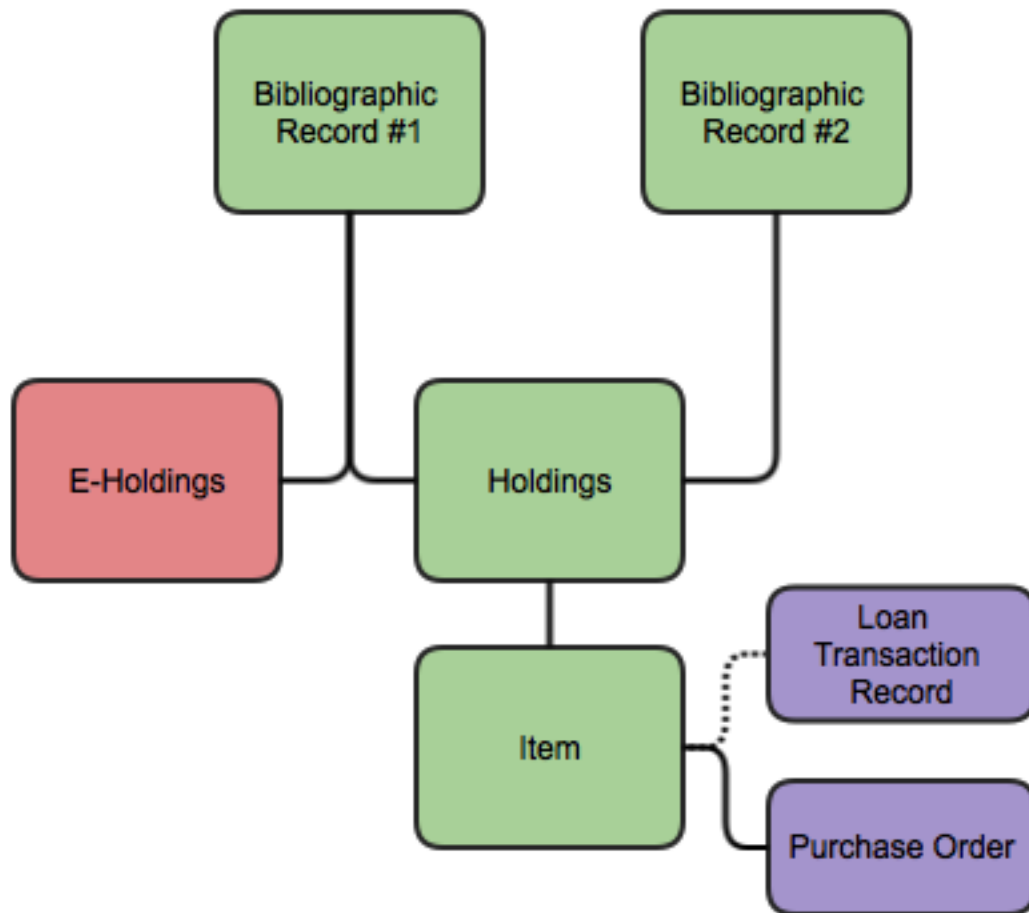 Bibliographic
Record #1
Bibliographic
Record #2
E-Holdings
Holdings
Loan
Transaction
Record
Item
Purchase Order